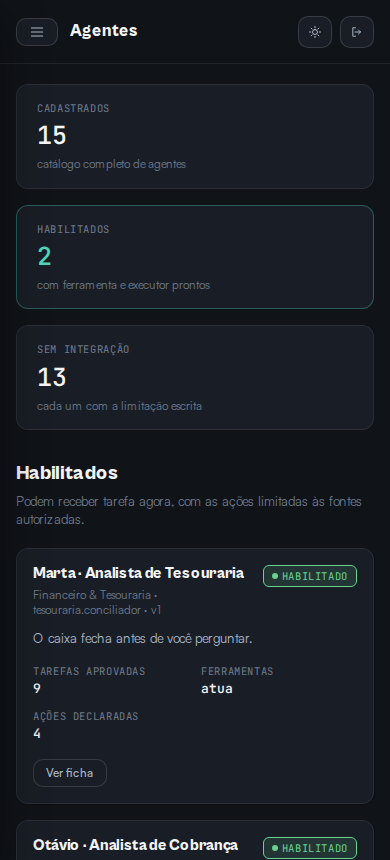 Agentes
CADASTRADOS
15
catálogo completo de agentes
HABILITADOS
2
com ferramenta e executor prontos
SEM INTEGRAÇÃO
13
cada um com a limitação escrita
Habilitados
Podem receber tarefa agora, com as ações limitadas às fontes
autorizadas.
Marta · Analista de Tesouraria
HABILITADO
Financeiro & Tesouraria ·
tesouraria.conciliador · v1
O caixa fecha antes de você perguntar.
TAREFAS APROVADAS
9
FERRAMENTAS
atua
AÇÕES DECLARADAS
4
Ver ficha
Otávio · Analista de Cobrança
HABILITADO